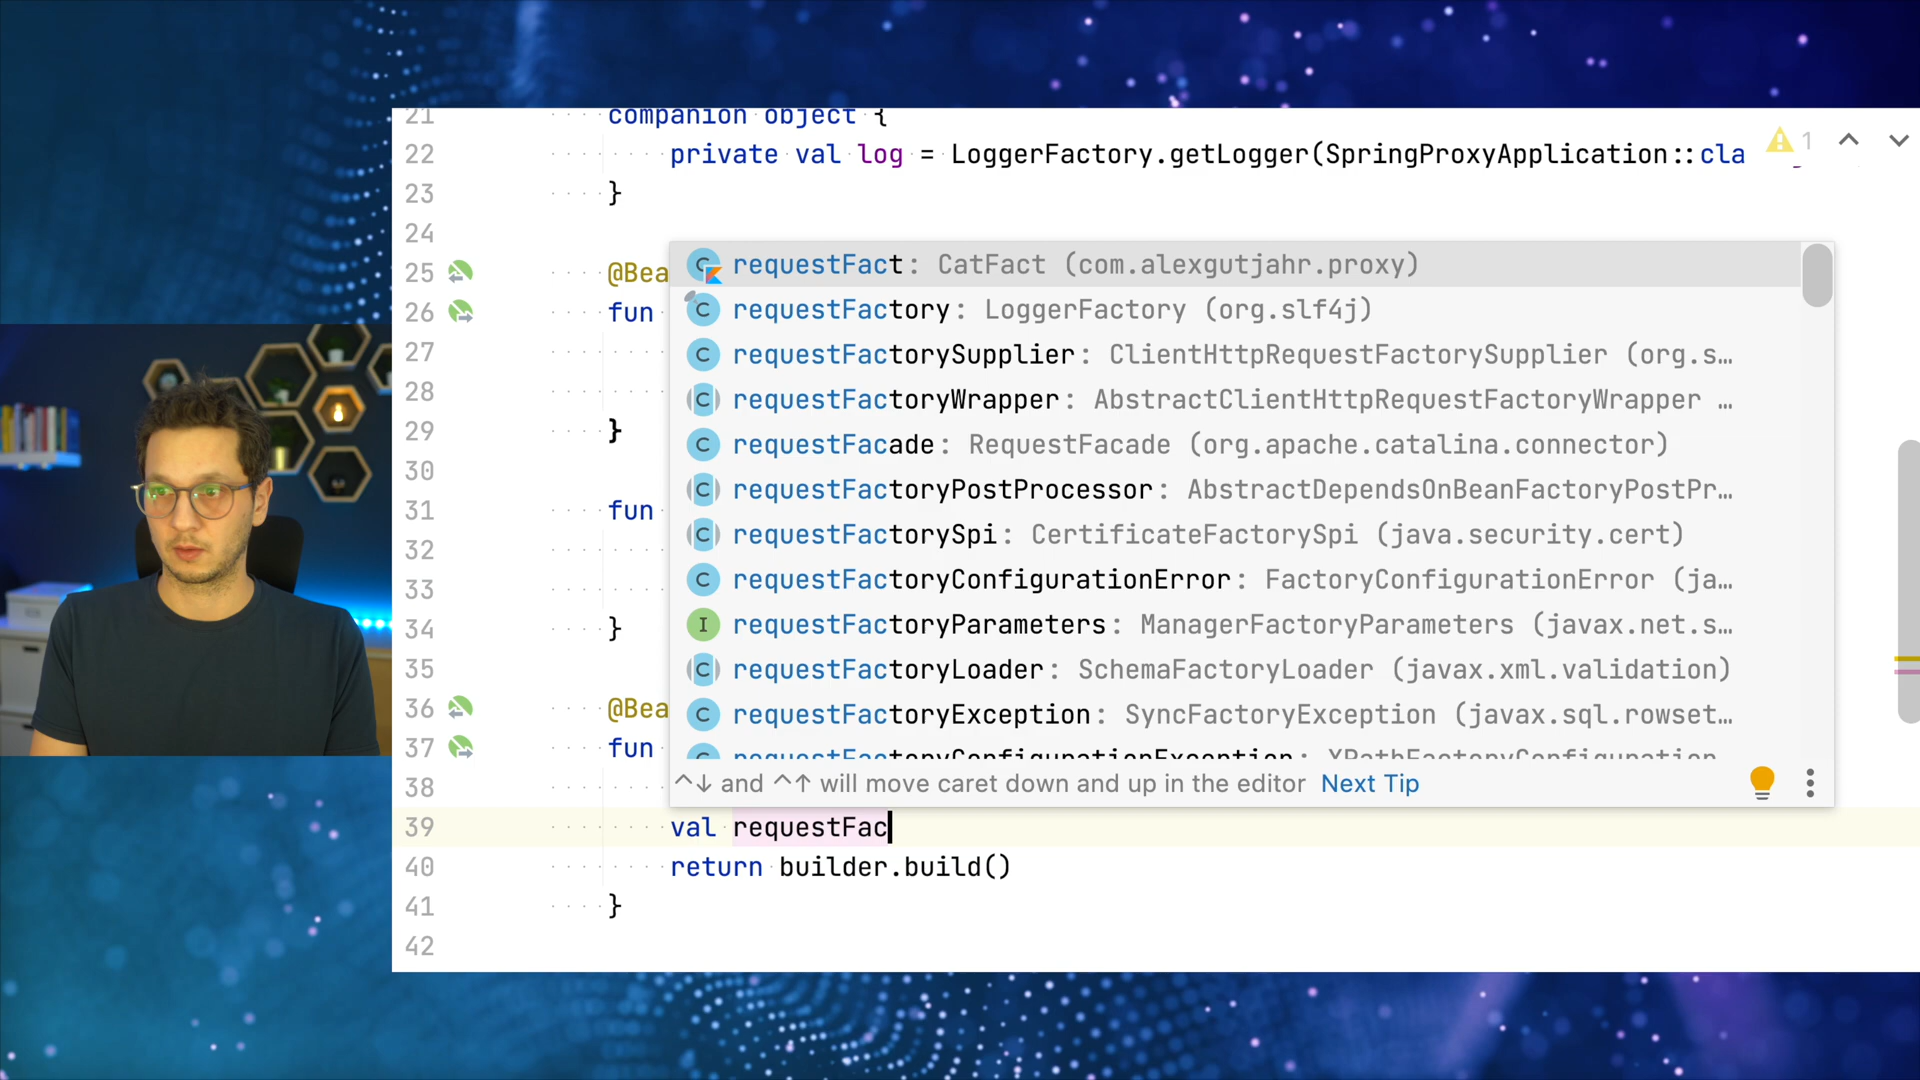 21 companion object {
22 private val log = LoggerFactory.getLogger(SpringProxyApplication::cla
1
23 }
24
25 @Bea
26 fun
27
28
29 }
30
31 fun
32
33
34 }
35
36 @Bea
37 fun
38
requestFact: CatFact (com.alexgutjahr.proxy)
requestFactory: LoggerFactory (org.slf4j)
requestFactorySupplier: ClientHttpRequestFactorySupplier (org.s…
requestFactoryWrapper: AbstractClientHttpRequestFactoryWrapper …
requestFacade: RequestFacade (org.apache.catalina.connector)
requestFactoryPostProcessor: AbstractDependsOnBeanFactoryPostPr…
requestFactorySpi: CertificateFactorySpi (java.security.cert)
requestFactoryConfigurationError: FactoryConfigurationError (ja…
requestFactoryParameters: ManagerFactoryParameters (javax.net.s…
requestFactoryLoader: SchemaFactoryLoader (javax.xml.validation)
requestFactoryException: SyncFactoryException (javax.sql.rowset…
requestFactoryConfigurationException: XPathFactoryConfiguration…
^↓ and ^↑ will move caret down and up in the editor Next Tip
39 val requestFac
40 return builder.build()
41 }
42